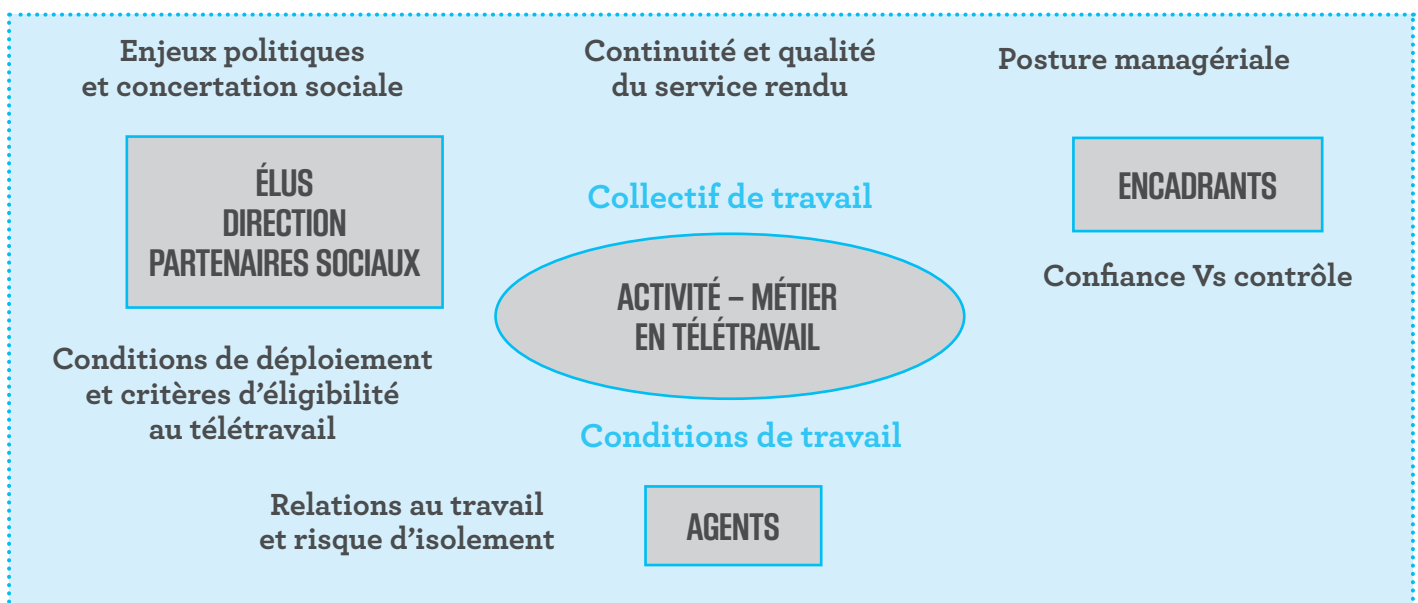 Enjeux politiques
et concertation sociale
Continuité et qualité
du service rendu
Posture managériale
ÉLUS
DIRECTION
PARTENAIRES SOCIAUX
Collectif de travail
ENCADRANTS
ACTIVITÉ – MÉTIER
EN TÉLÉTRAVAIL
Confiance Vs contrôle
Conditions de déploiement
et critères d’éligibilité
au télétravail
Conditions de travail
Relations au travail
et risque d’isolement
AGENTS